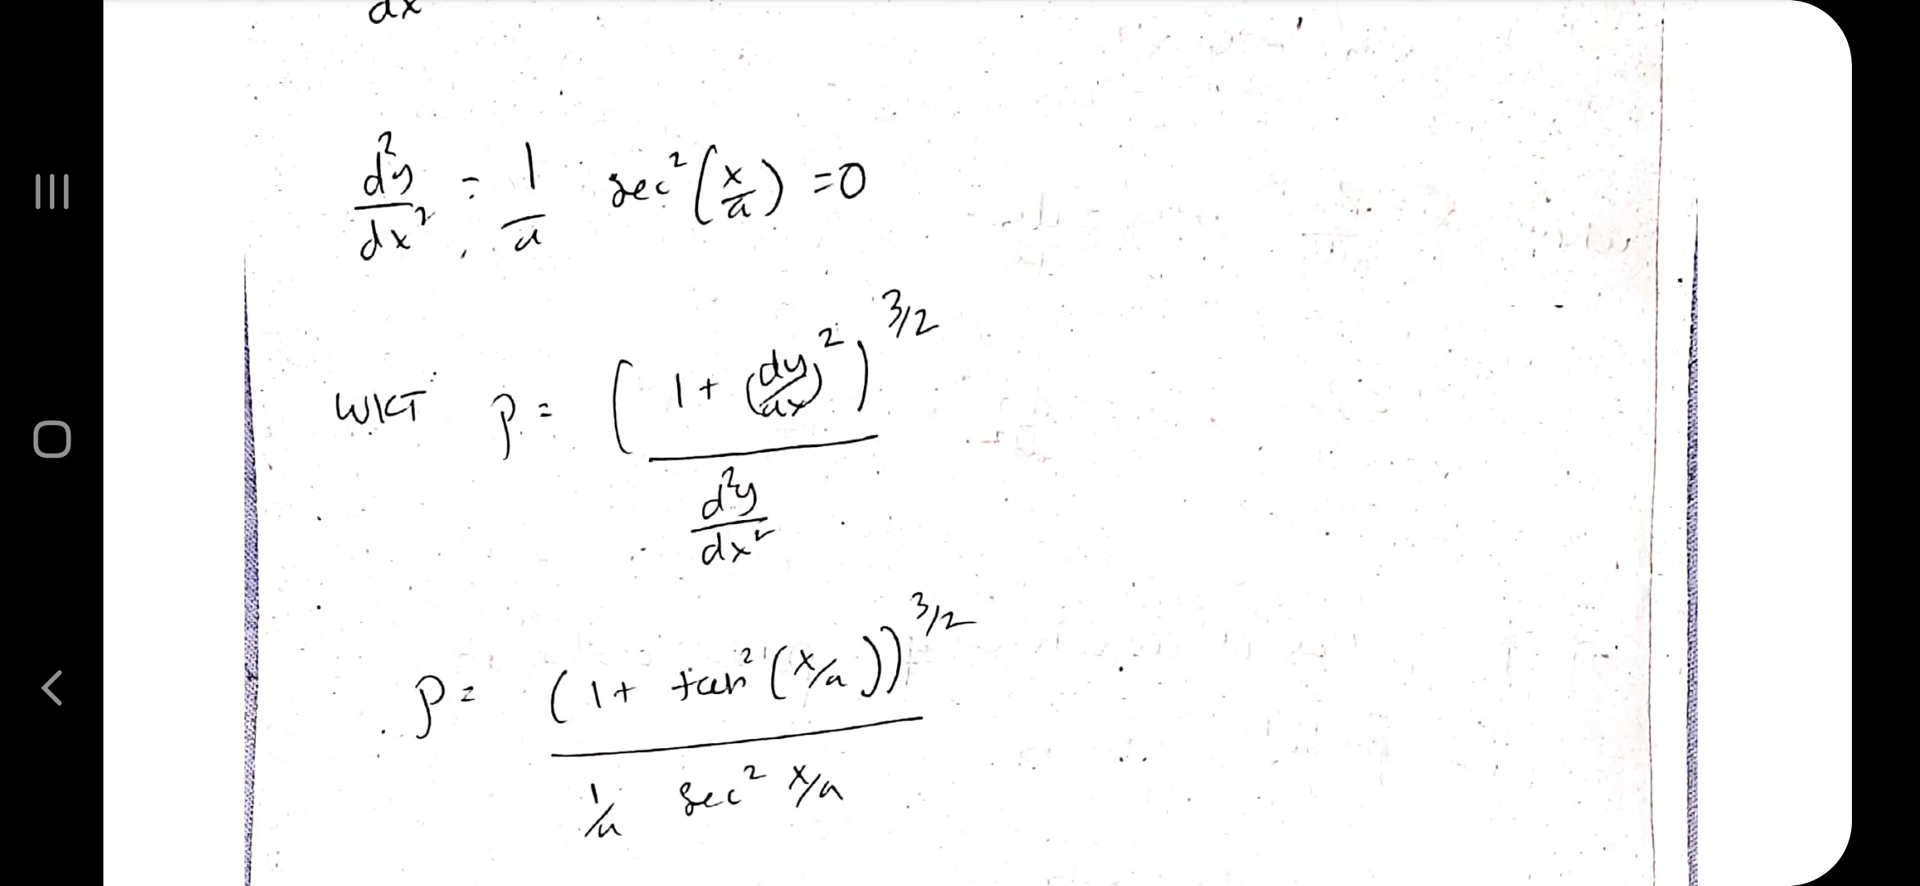 dx
d²y/dx² = 1/a sec²(x/a) = 0
WKT ρ = (1 + (dy/dx)²)^3/2 / d²y/dx²
ρ = (1 + tan²(x/a))^3/2 / 1/a sec² x/a